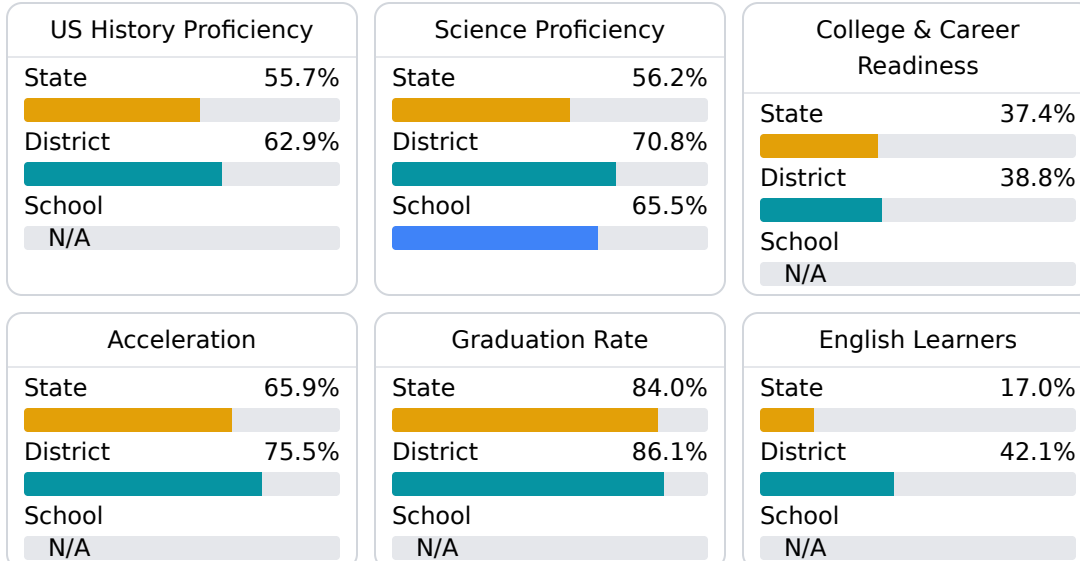 US History Proficiency
State 55.7%
District 62.9%
School
N/A
Science Proficiency
State 56.2%
District 70.8%
School 65.5%
College & Career
Readiness
State 37.4%
District 38.8%
School
N/A
Acceleration
State 65.9%
District 75.5%
School
N/A
Graduation Rate
State 84.0%
District 86.1%
School
N/A
English Learners
State 17.0%
District 42.1%
School
N/A